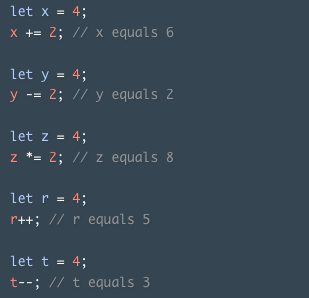 let x = 4;
x += 2; // x equals 6
let y = 4;
y -= 2; // y equals 2
let z = 4;
z *= 2; // z equals 8
let r = 4;
r++; // r equals 5
let t = 4;
t--; // t equals 3